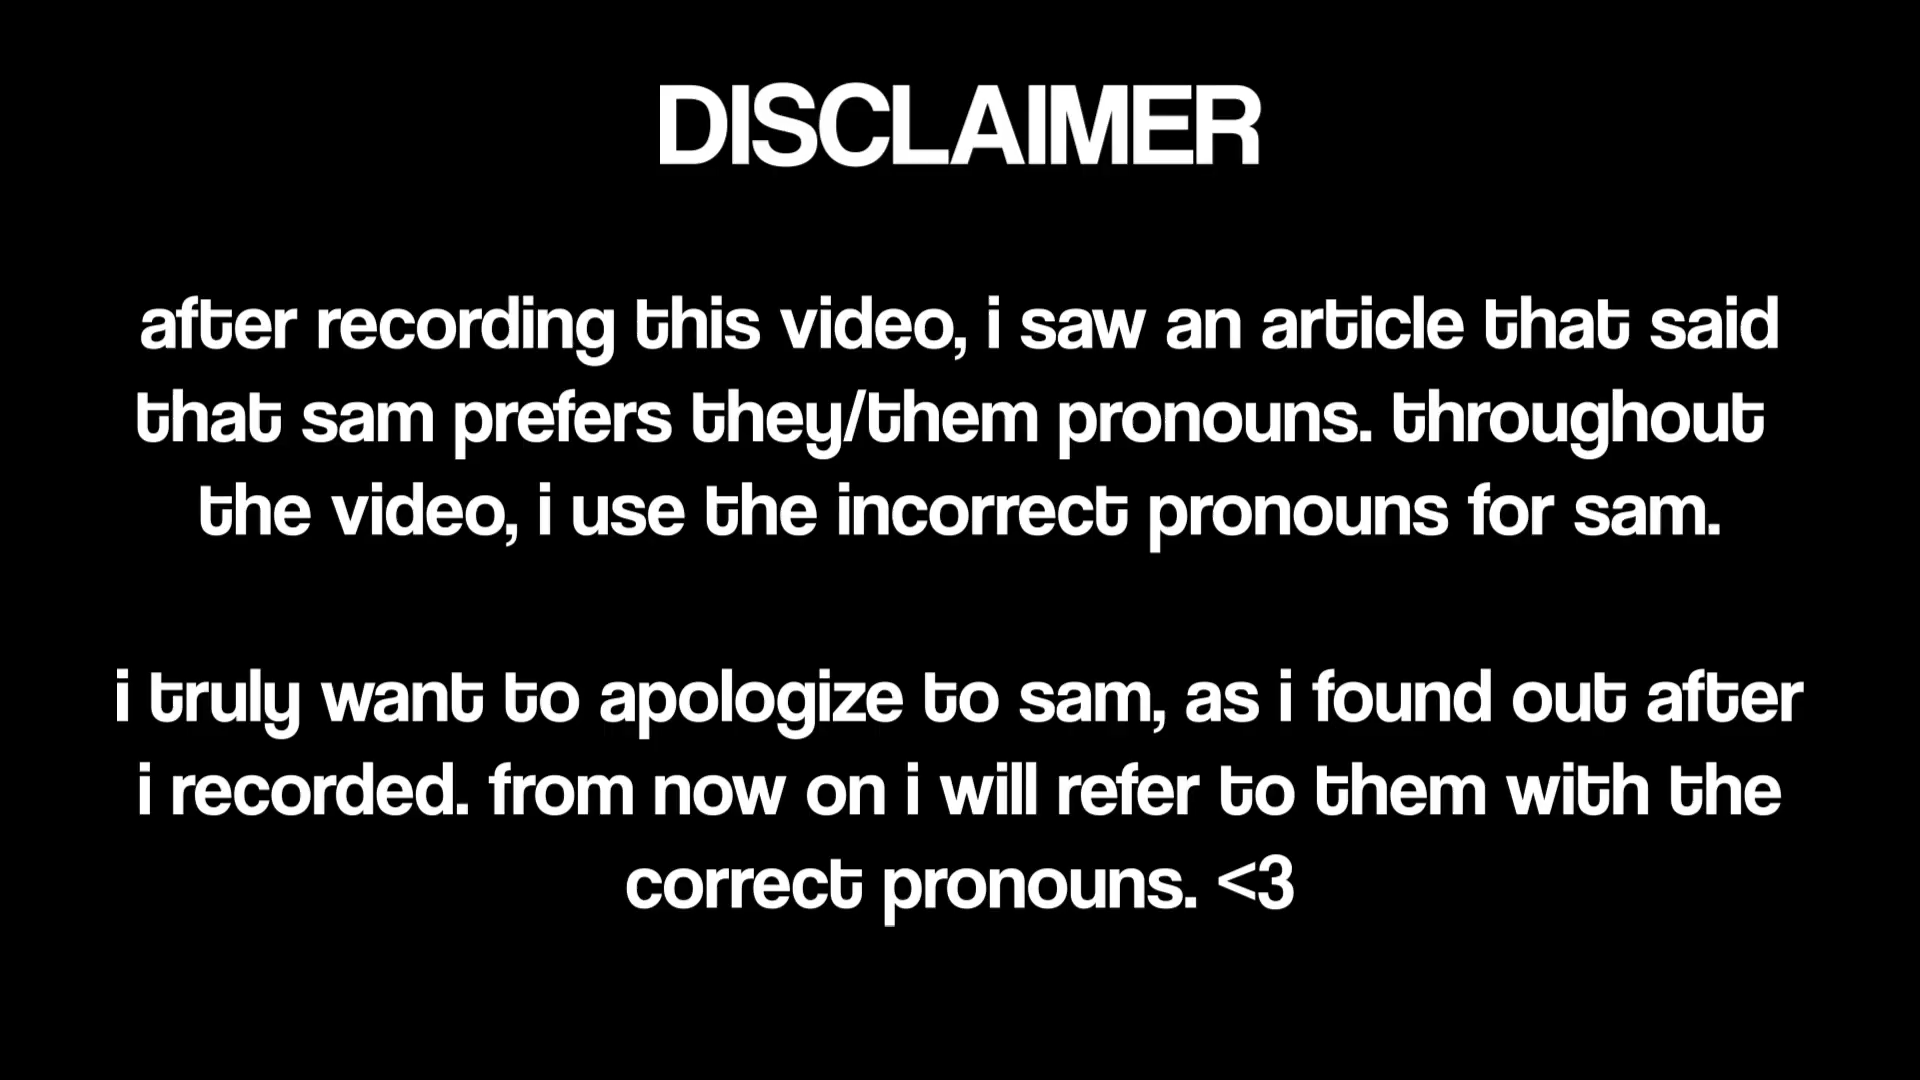 DISCLAIMER
after recording this video, i saw an article that said
that sam prefers they/them pronouns. throughout
the video, i use the incorrect pronouns for sam.
i truly want to apologize to sam, as i found out after
i recorded. from now on i will refer to them with the
correct pronouns. <3